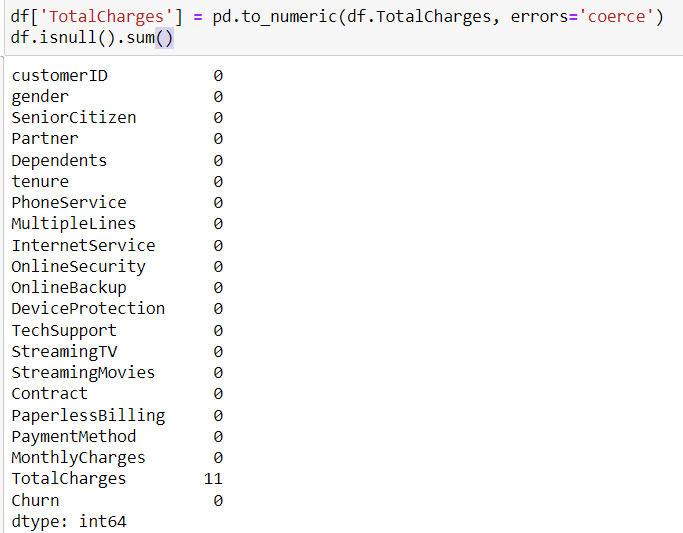 df['TotalCharges'] = pd.to_numeric(df.TotalCharges, errors='coerce')
df.isnull().sum()
customerID 0
gender 0
SeniorCitizen 0
Partner 0
Dependents 0
tenure 0
PhoneService 0
MultipleLines 0
InternetService 0
OnlineSecurity 0
OnlineBackup 0
DeviceProtection 0
TechSupport 0
StreamingTV 0
StreamingMovies 0
Contract 0
PaperlessBilling 0
PaymentMethod 0
MonthlyCharges 0
TotalCharges 11
Churn 0
dtype: int64